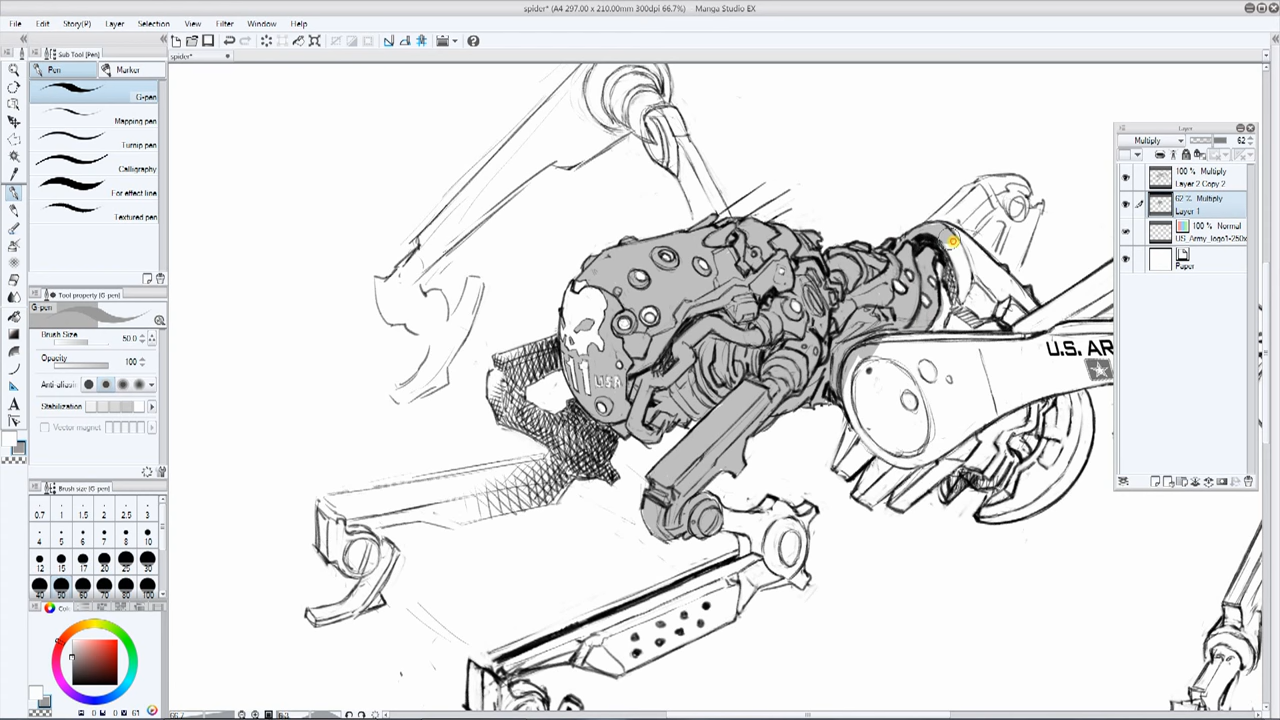 spider* (A4 297.00 x 210.00mm 300dpi 66.7%) - Manga Studio EX
File Edit Story(P) Layer Selection View Filter Window Help
spider*
Sub Tool [Pen]
Pen Marker
G-pen
Mapping pen
Turnip pen
Calligraphy
For effect line
Textured pen
Tool property [G-pen]
G-pen
Brush Size 50.0
Opacity 100
Anti-aliasin
Stabilization
Vector magnet
Brush size [G-pen]
0.7 1 1.5 2 2.5 3
4 5 6 7 8 10
12 15 17 20 25 30
40 50 60 70 80 100
Layer
Multiply 62
100 % Multiply
Layer 2 Copy 2
62 % Multiply
Layer 1
100 % Normal
US_Army_logo1-250x
Paper
U.S.A
U.S. AR